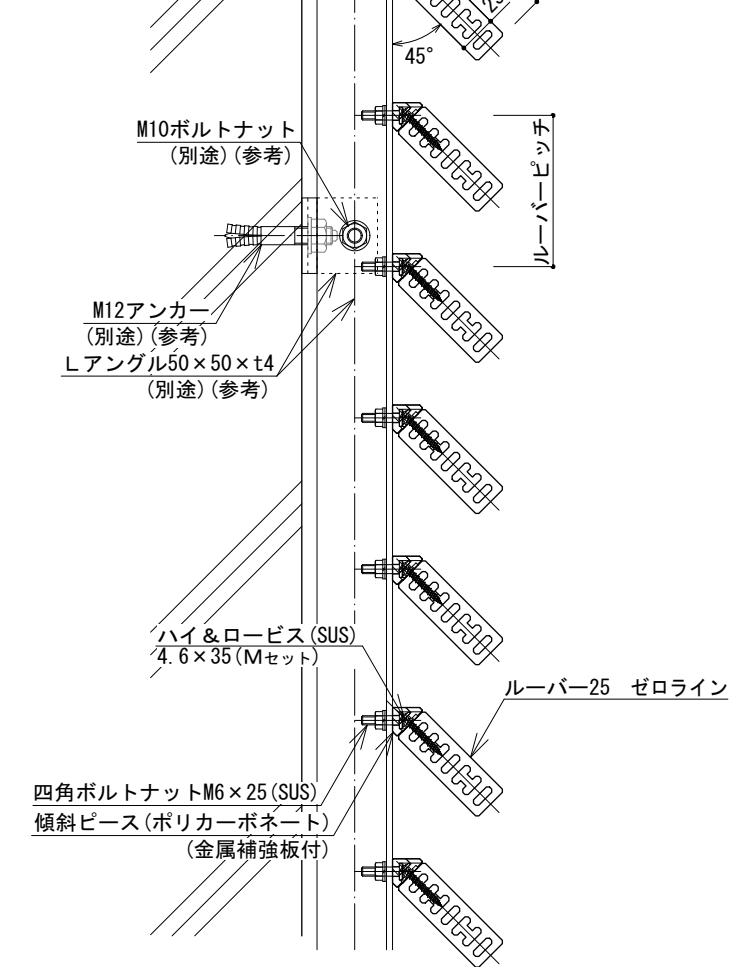 45°
M10ボルトナット
(別途)(参考)
ルーバーピッチ
M12アンカー
(別途)(参考)
Lアングル50×50×t4
(別途)(参考)
ハイ&ロービス(SUS)
4.6×35(Mセット)
ルーバー25 ゼロライン
四角ボルトナットM6×25(SUS)
傾斜ピース(ポリカーボネート)
(金属補強板付)